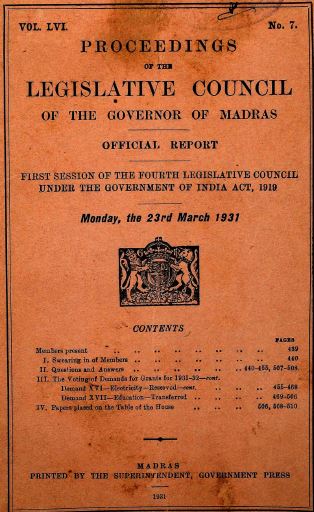 VOL. LVI. No. 7.
PROCEEDINGS
OF THE
LEGISLATIVE COUNCIL
OF THE GOVERNOR OF MADRAS
OFFICIAL REPORT
FIRST SESSION OF THE FOURTH LEGISLATIVE COUNCIL
UNDER THE GOVERNMENT OF INDIA ACT, 1919
Monday, the 23rd March 1931
CONTENTS
PAGES
Members present .. .. .. .. .. .. .. 439
I. Swearing in of Members .. .. .. .. .. .. 440
II. Questions and Answers .. .. .. .. .. 440-455, 507-508
III. The Voting of Demands for Grants for 1931-32—cont.
Demand XVI—Electricity—Reserved—cont. .. .. .. 455-468
Demand XVII—Education—Transferred .. .. .. .. 469-506
IV. Papers placed on the Table of the House .. .. .. 506, 508-510
MADRAS
PRINTED BY THE SUPERINTENDENT, GOVERNMENT PRESS
1931